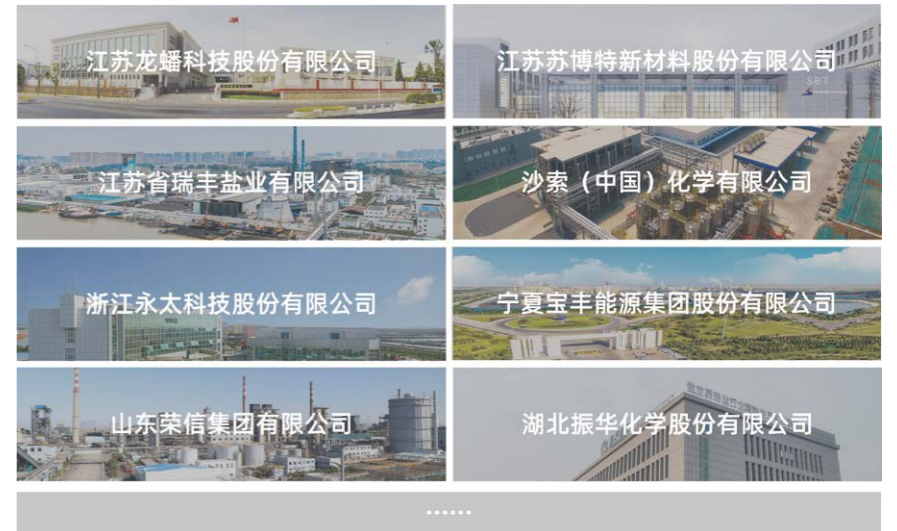 江苏龙蟠科技股份有限公司
江苏苏博特新材料股份有限公司
SBT
江苏省瑞丰盐业有限公司
沙索（中国）化学有限公司
浙江永太科技股份有限公司
宁夏宝丰能源集团股份有限公司
山东荣信集团有限公司
湖北振华化学股份有限公司
······